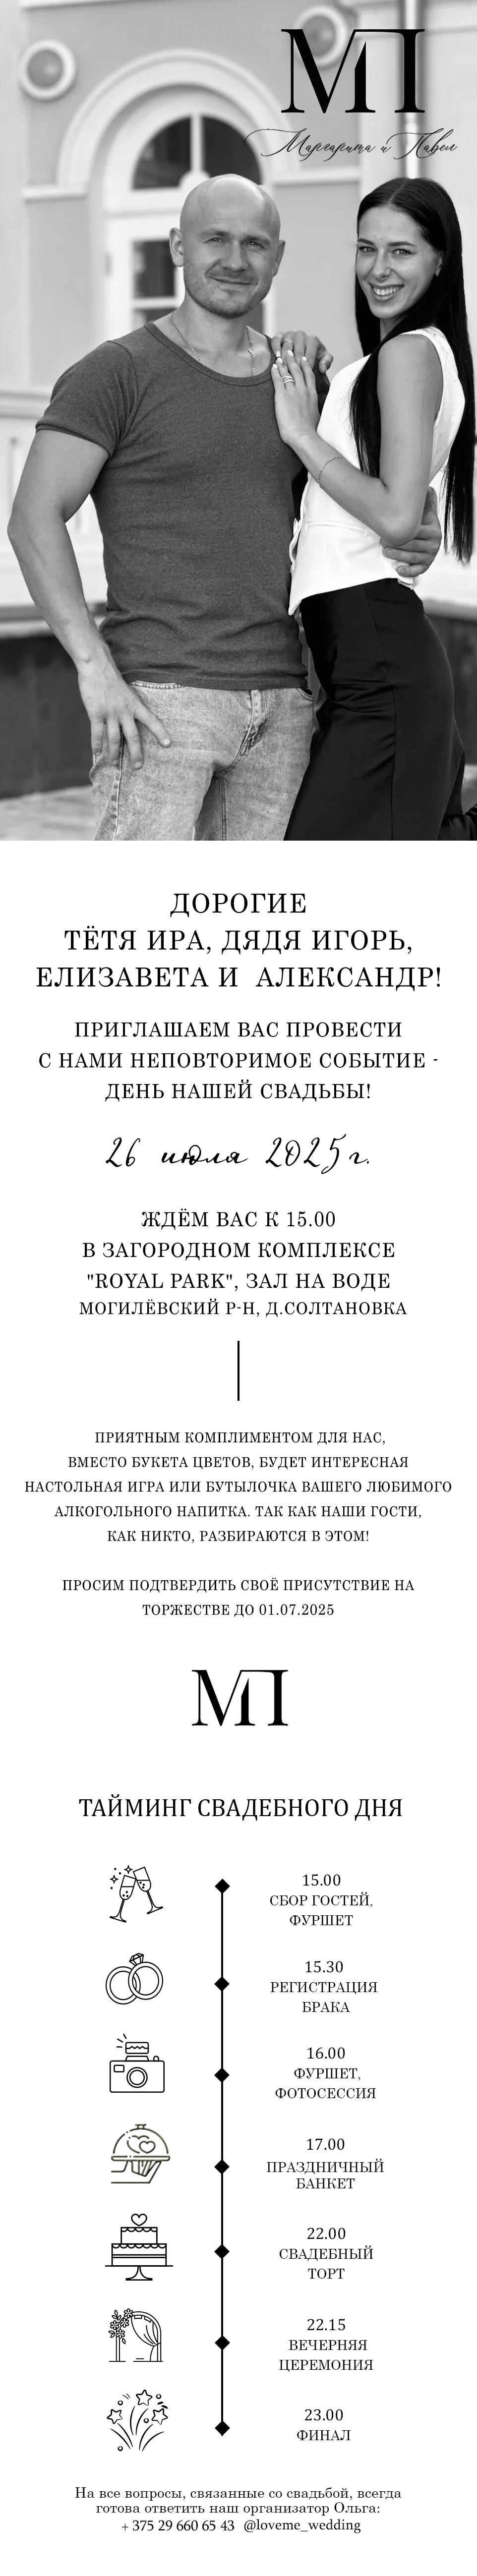 МП
Маргарита и Павел
ДОРОГИЕ
ТЁТЯ ИРА, ДЯДЯ ИГОРЬ,
ЕЛИЗАВЕТА И АЛЕКСАНДР!
ПРИГЛАШАЕМ ВАС ПРОВЕСТИ
С НАМИ НЕПОВТОРИМОЕ СОБЫТИЕ -
ДЕНЬ НАШЕЙ СВАДЬБЫ!
26 июля 2025г.
ЖДЁМ ВАС К 15.00
В ЗАГОРОДНОМ КОМПЛЕКСЕ
"ROYAL PARK", ЗАЛ НА ВОДЕ
МОГИЛЁВСКИЙ Р-Н, Д.СОЛТАНОВКА
ПРИЯТНЫМ КОМПЛИМЕНТОМ ДЛЯ НАС,
ВМЕСТО БУКЕТА ЦВЕТОВ, БУДЕТ ИНТЕРЕСНАЯ
НАСТОЛЬНАЯ ИГРА ИЛИ БУТЫЛОЧКА ВАШЕГО ЛЮБИМОГО
АЛКОГОЛЬНОГО НАПИТКА. ТАК КАК НАШИ ГОСТИ,
КАК НИКТО, РАЗБИРАЮТСЯ В ЭТОМ!
ПРОСИМ ПОДТВЕРДИТЬ СВОЁ ПРИСУТСТВИЕ НА
ТОРЖЕСТВЕ ДО 01.07.2025
МП
ТАЙМИНГ СВАДЕБНОГО ДНЯ
15.00
СБОР ГОСТЕЙ,
ФУРШЕТ
15.30
РЕГИСТРАЦИЯ
БРАКА
16.00
ФУРШЕТ,
ФОТОСЕССИЯ
17.00
ПРАЗДНИЧНЫЙ
БАНКЕТ
22.00
СВАДЕБНЫЙ
ТОРТ
22.15
ВЕЧЕРНЯЯ
ЦЕРЕМОНИЯ
23.00
ФИНАЛ
На все вопросы, связанные со свадьбой, всегда
готова ответить наш организатор Ольга:
+ 375 29 660 65 43 @loveme_wedding